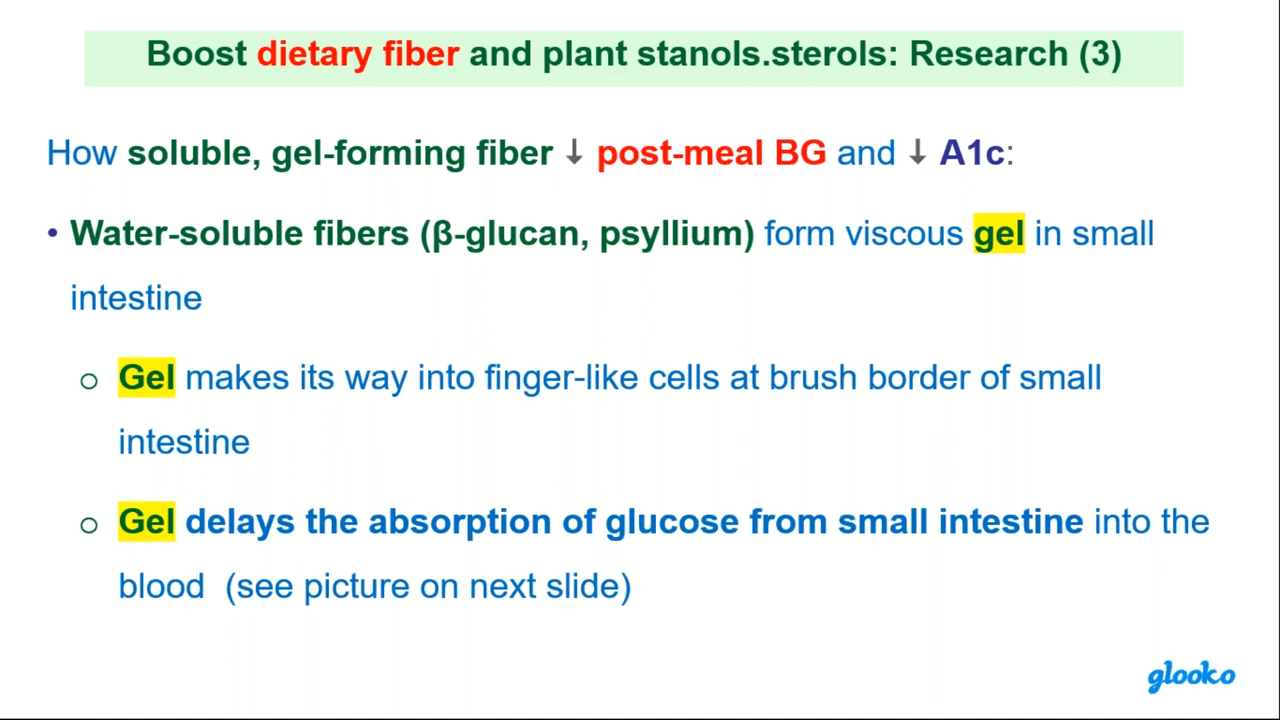 Boost dietary fiber and plant stanols.sterols: Research (3)
How soluble, gel-forming fiber ↓ post-meal BG and ↓ A1c:
• Water-soluble fibers (β-glucan, psyllium) form viscous gel in small
intestine
o Gel makes its way into finger-like cells at brush border of small
intestine
o Gel delays the absorption of glucose from small intestine into the
blood  (see picture on next slide)
glooko